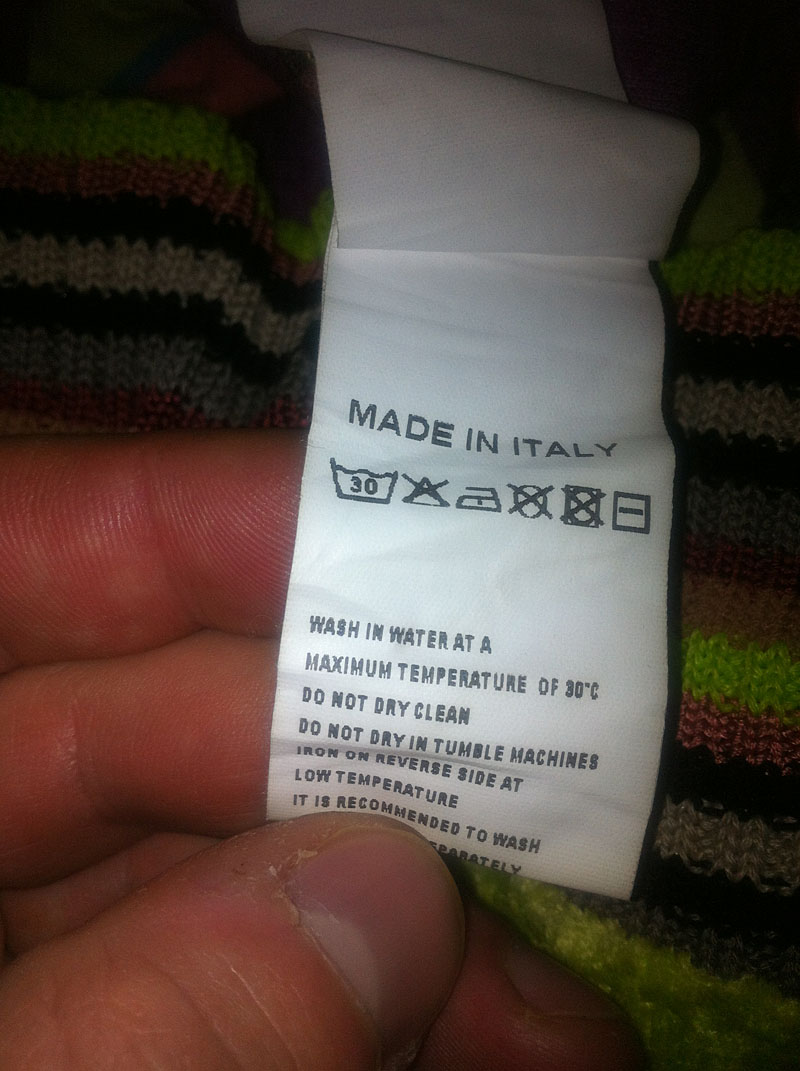 MADE IN ITALY
30
WASH IN WATER AT A
MAXIMUM TEMPERATURE OF 30°C
DO NOT DRY CLEAN
DO NOT DRY IN TUMBLE MACHINES
IRON ON REVERSE SIDE AT
LOW TEMPERATURE
IT IS RECOMMENDED TO WASH